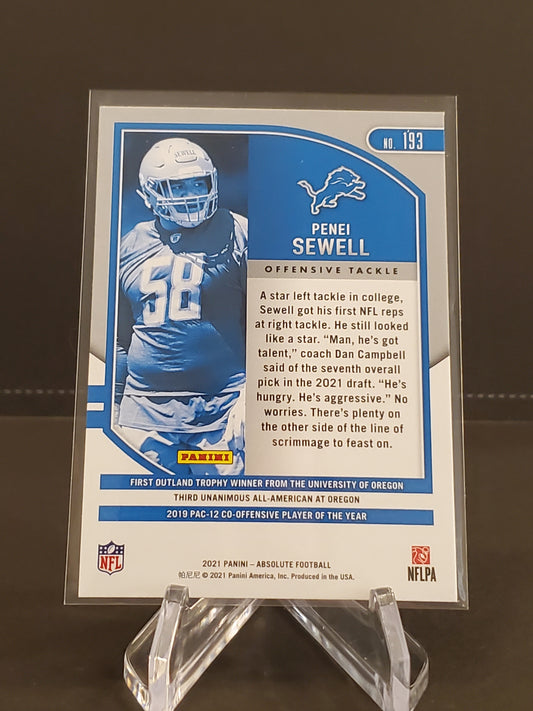 NO. 193
SEWELL
58
PENEI
SEWELL
OFFENSIVE TACKLE
A star left tackle in college,
Sewell got his first NFL reps
at right tackle. He still looked
like a star. “Man, he’s got
talent,” coach Dan Campbell
said of the seventh overall
pick in the 2021 draft. “He’s
hungry. He’s aggressive.” No
worries. There’s plenty on
the other side of the line of
scrimmage to feast on.
PANINI
FIRST OUTLAND TROPHY WINNER FROM THE UNIVERSITY OF OREGON
THIRD UNANIMOUS ALL-AMERICAN AT OREGON
2019 PAC-12 CO-OFFENSIVE PLAYER OF THE YEAR
NFL
2021 PANINI – ABSOLUTE FOOTBALL
帕尼尼 © 2021 Panini America, Inc. Produced in the USA.
NFLPA